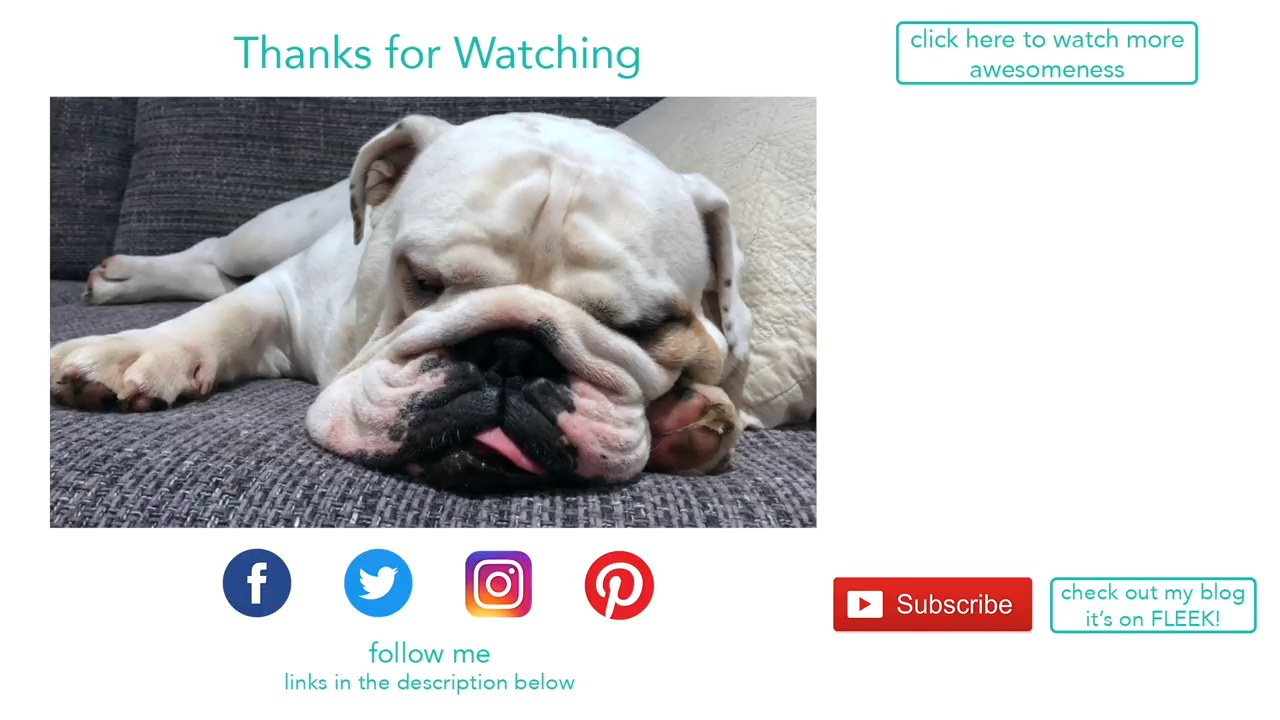 Thanks for Watching
click here to watch more
awesomeness
Subscribe
check out my blog
it's on FLEEK!
follow me
links in the description below